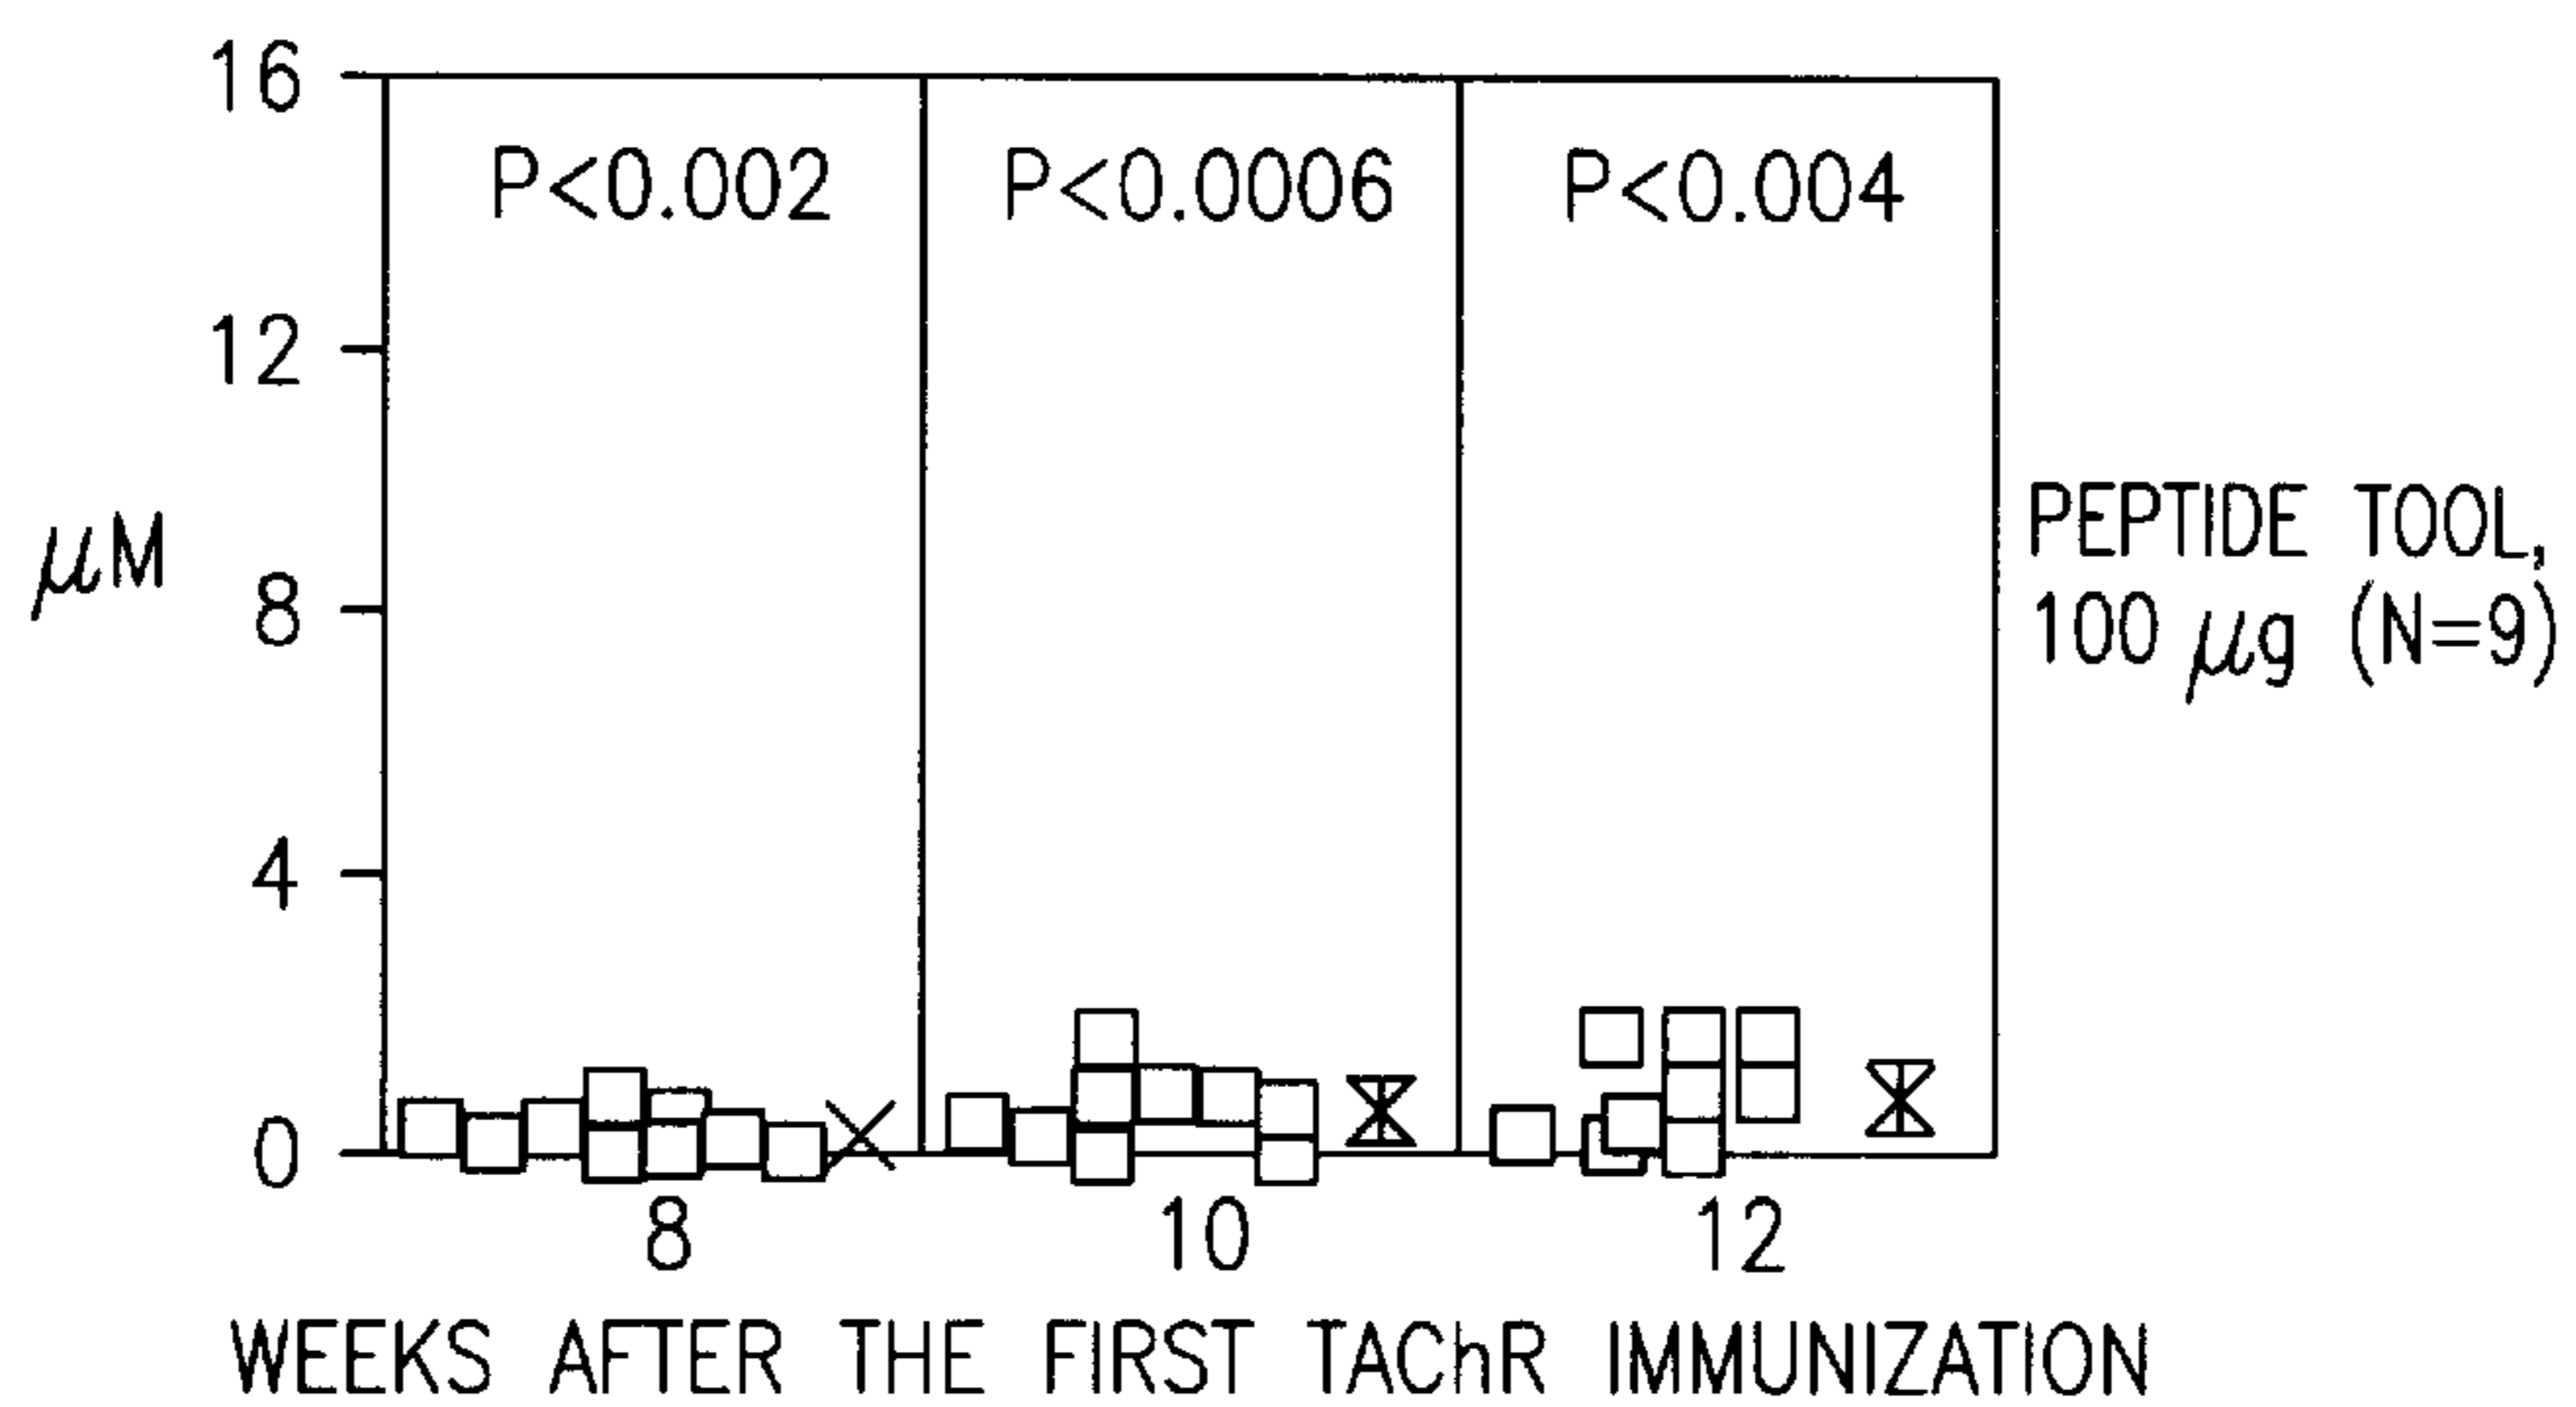 16
P<0.002 P<0.0006 P<0.004
12
μM
PEPTIDE TOOL,
8
100 μg (N=9)
4
0
8 10 12
WEEKS AFTER THE FIRST TAChR IMMUNIZATION